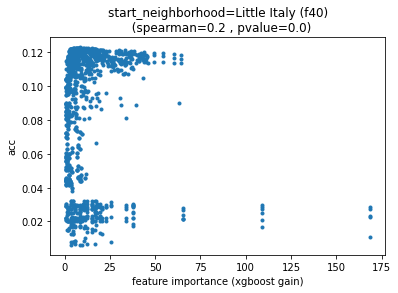 start_neighborhood=Little Italy (f40)
(spearman=0.2 , pvalue=0.0)
0.12
0.10
0.08
0.06
0.04
0.02
acc
0 25 50 75 100 125 150 175
feature importance (xgboost gain)